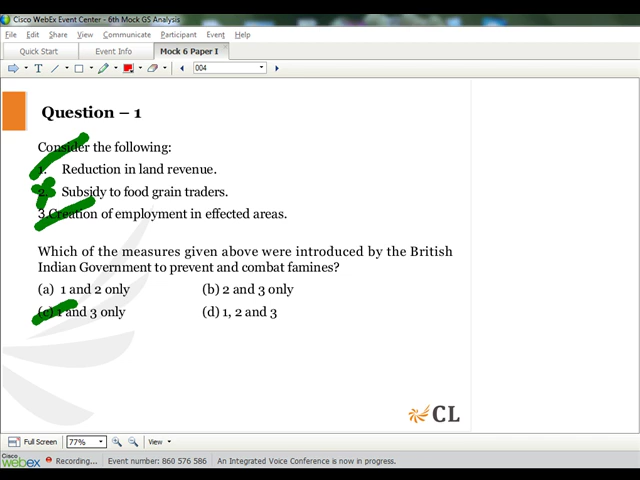 Cisco WebEx Event Center - 6th Mock GS Analysis
File Edit Share View Communicate Participant Event Help
Quick Start Event Info Mock 6 Paper I
T 004
Question – 1
Consider the following:
1. Reduction in land revenue.
2. Subsidy to food grain traders.
3.Creation of employment in effected areas.
Which of the measures given above were introduced by the British
Indian Government to prevent and combat famines?
(a) 1 and 2 only (b) 2 and 3 only
(c) 1 and 3 only (d) 1, 2 and 3
CL
Full Screen 77% View
Cisco webex Recording... Event number: 860 576 586 An Integrated Voice Conference is now in progress.